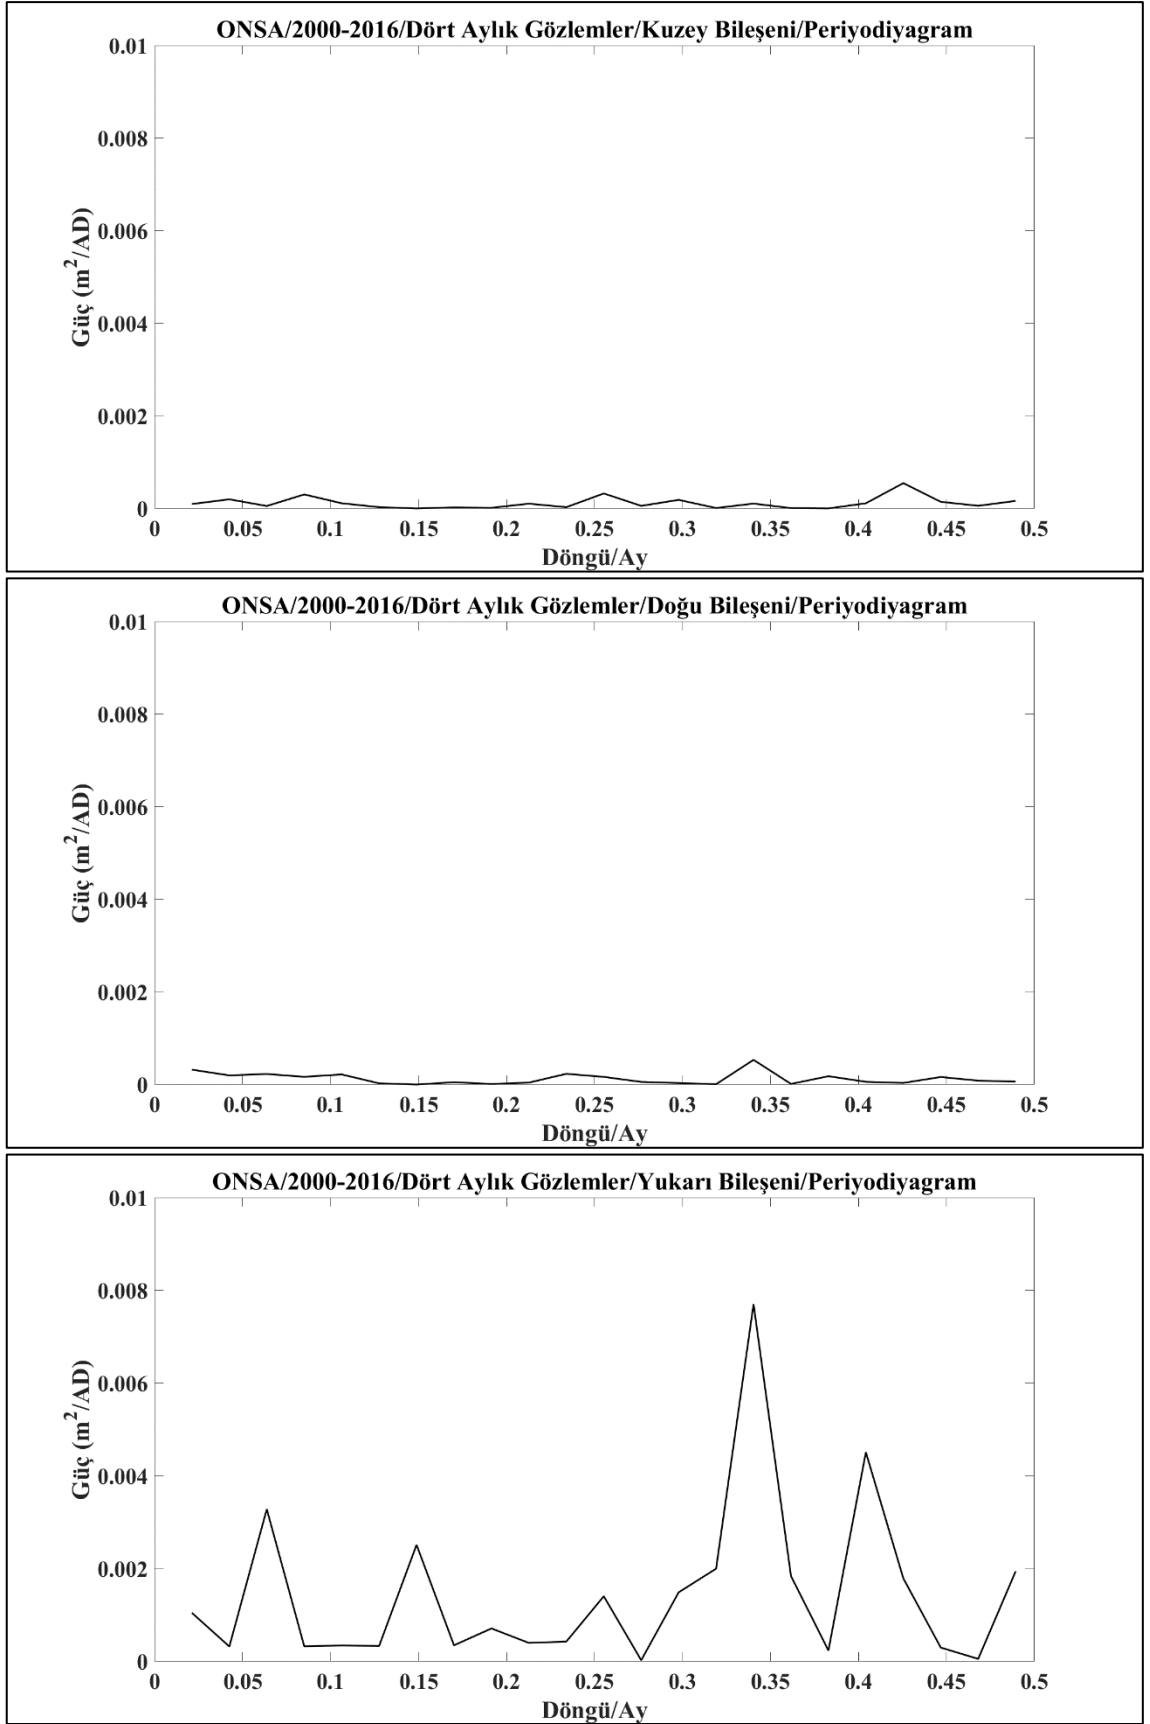 ONSA/2000-2016/Dört Aylık Gözlemler/Kuzey Bileşeni/Periyodiyagram
0.01
0.008
0.006
0.004
0.002
0
Güç (m²/AD)
0 0.05 0.1 0.15 0.2 0.25 0.3 0.35 0.4 0.45 0.5
Döngü/Ay
ONSA/2000-2016/Dört Aylık Gözlemler/Doğu Bileşeni/Periyodiyagram
0.01
0.008
0.006
0.004
0.002
0
Güç (m²/AD)
0 0.05 0.1 0.15 0.2 0.25 0.3 0.35 0.4 0.45 0.5
Döngü/Ay
ONSA/2000-2016/Dört Aylık Gözlemler/Yukarı Bileşeni/Periyodiyagram
0.01
0.008
0.006
0.004
0.002
0
Güç (m²/AD)
0 0.05 0.1 0.15 0.2 0.25 0.3 0.35 0.4 0.45 0.5
Döngü/Ay